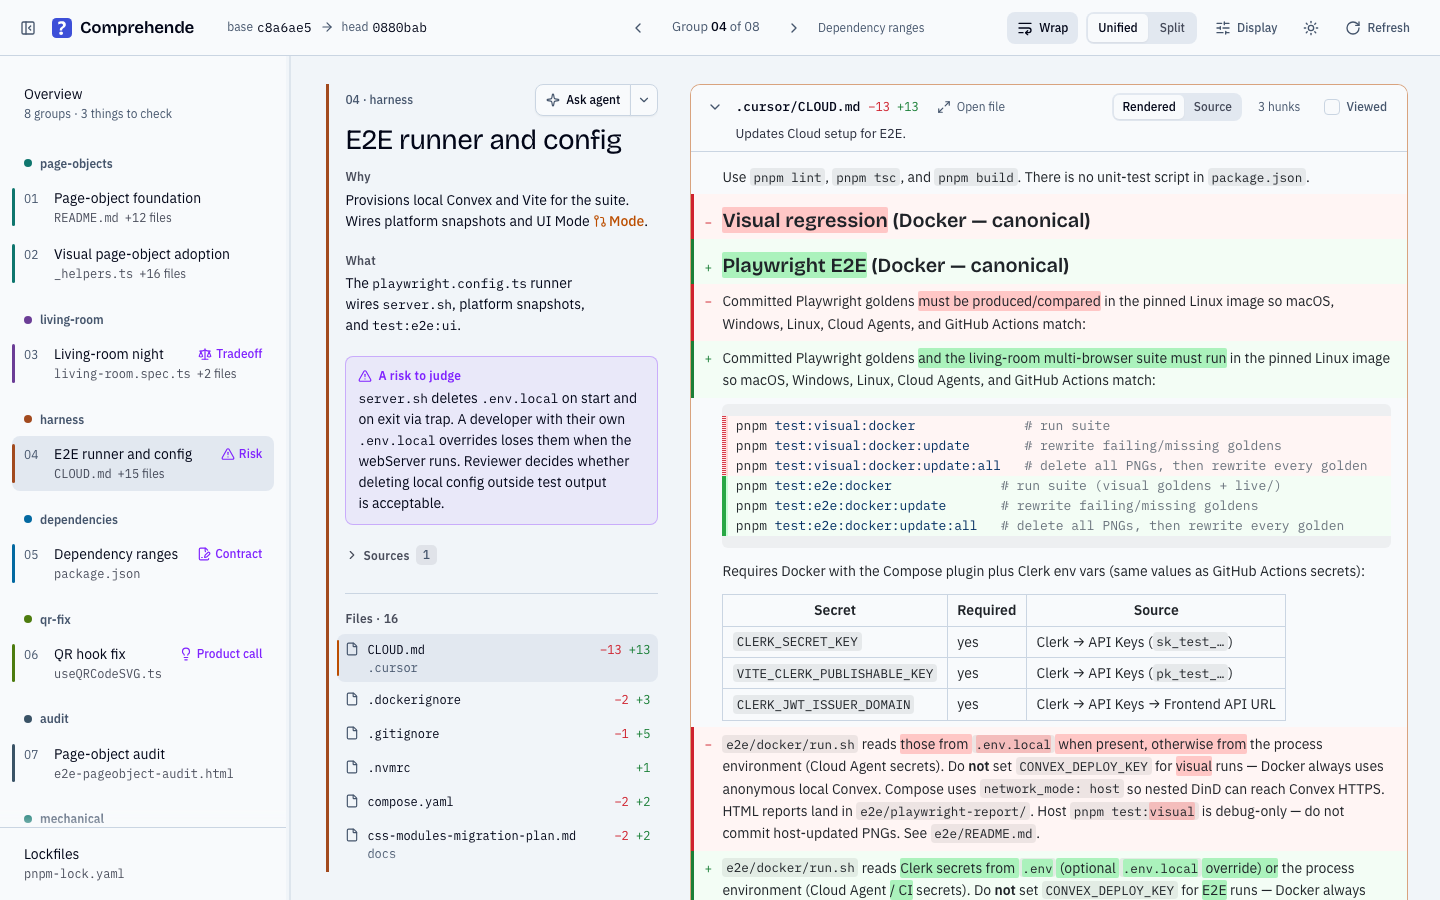 Comprehende
base c8a6ae5 → head 0880bab
Group 04 of 08
Dependency ranges
Wrap
Unified
Split
Display
Refresh
Overview
8 groups · 3 things to check
page-objects
01 Page-object foundation
README.md +12 files
02 Visual page-object adoption
_helpers.ts +16 files
living-room
03 Living-room night Tradeoff
living-room.spec.ts +2 files
harness
04 E2E runner and config Risk
CLOUD.md +15 files
dependencies
05 Dependency ranges Contract
package.json
qr-fix
06 QR hook fix Product call
useQRCodeSVG.ts
audit
07 Page-object audit
e2e-pageobject-audit.html
mechanical
Lockfiles
pnpm-lock.yaml
04 · harness
Ask agent
E2E runner and config
Why
Provisions local Convex and Vite for the suite.
Wires platform snapshots and UI Mode Mode.
What
The playwright.config.ts runner
wires server.sh, platform snapshots,
and test:e2e:ui.
A risk to judge
server.sh deletes .env.local on start and
on exit via trap. A developer with their own
.env.local overrides loses them when the
webServer runs. Reviewer decides whether
deleting local config outside test output
is acceptable.
Sources 1
Files · 16
CLOUD.md −13 +13
.cursor
.dockerignore −2 +3
.gitignore −1 +5
.nvmrc +1
compose.yaml −2 +2
css-modules-migration-plan.md −2 +2
docs
.cursor/CLOUD.md −13 +13 Open file
Rendered Source 3 hunks Viewed
Updates Cloud setup for E2E.
Use pnpm lint, pnpm tsc, and pnpm build. There is no unit-test script in package.json.
− Visual regression (Docker — canonical)
+ Playwright E2E (Docker — canonical)
− Committed Playwright goldens must be produced/compared in the pinned Linux image so macOS,
Windows, Linux, Cloud Agents, and GitHub Actions match:
+ Committed Playwright goldens and the living-room multi-browser suite must run in the pinned Linux image
so macOS, Windows, Linux, Cloud Agents, and GitHub Actions match:
pnpm test:visual:docker # run suite
pnpm test:visual:docker:update # rewrite failing/missing goldens
pnpm test:visual:docker:update:all # delete all PNGs, then rewrite every golden
pnpm test:e2e:docker # run suite (visual goldens + live/)
pnpm test:e2e:docker:update # rewrite failing/missing goldens
pnpm test:e2e:docker:update:all # delete all PNGs, then rewrite every golden
Requires Docker with the Compose plugin plus Clerk env vars (same values as GitHub Actions secrets):
Secret Required Source
CLERK_SECRET_KEY yes Clerk → API Keys (sk_test_…)
VITE_CLERK_PUBLISHABLE_KEY yes Clerk → API Keys (pk_test_…)
CLERK_JWT_ISSUER_DOMAIN yes Clerk → API Keys → Frontend API URL
− e2e/docker/run.sh reads those from .env.local when present, otherwise from the process
environment (Cloud Agent secrets). Do not set CONVEX_DEPLOY_KEY for visual runs — Docker always uses
anonymous local Convex. Compose uses network_mode: host so nested DinD can reach Convex HTTPS.
HTML reports land in e2e/playwright-report/. Host pnpm test:visual is debug-only — do not
commit host-updated PNGs. See e2e/README.md.
+ e2e/docker/run.sh reads Clerk secrets from .env (optional .env.local override) or the process
environment (Cloud Agent / CI secrets). Do not set CONVEX_DEPLOY_KEY for E2E runs — Docker always